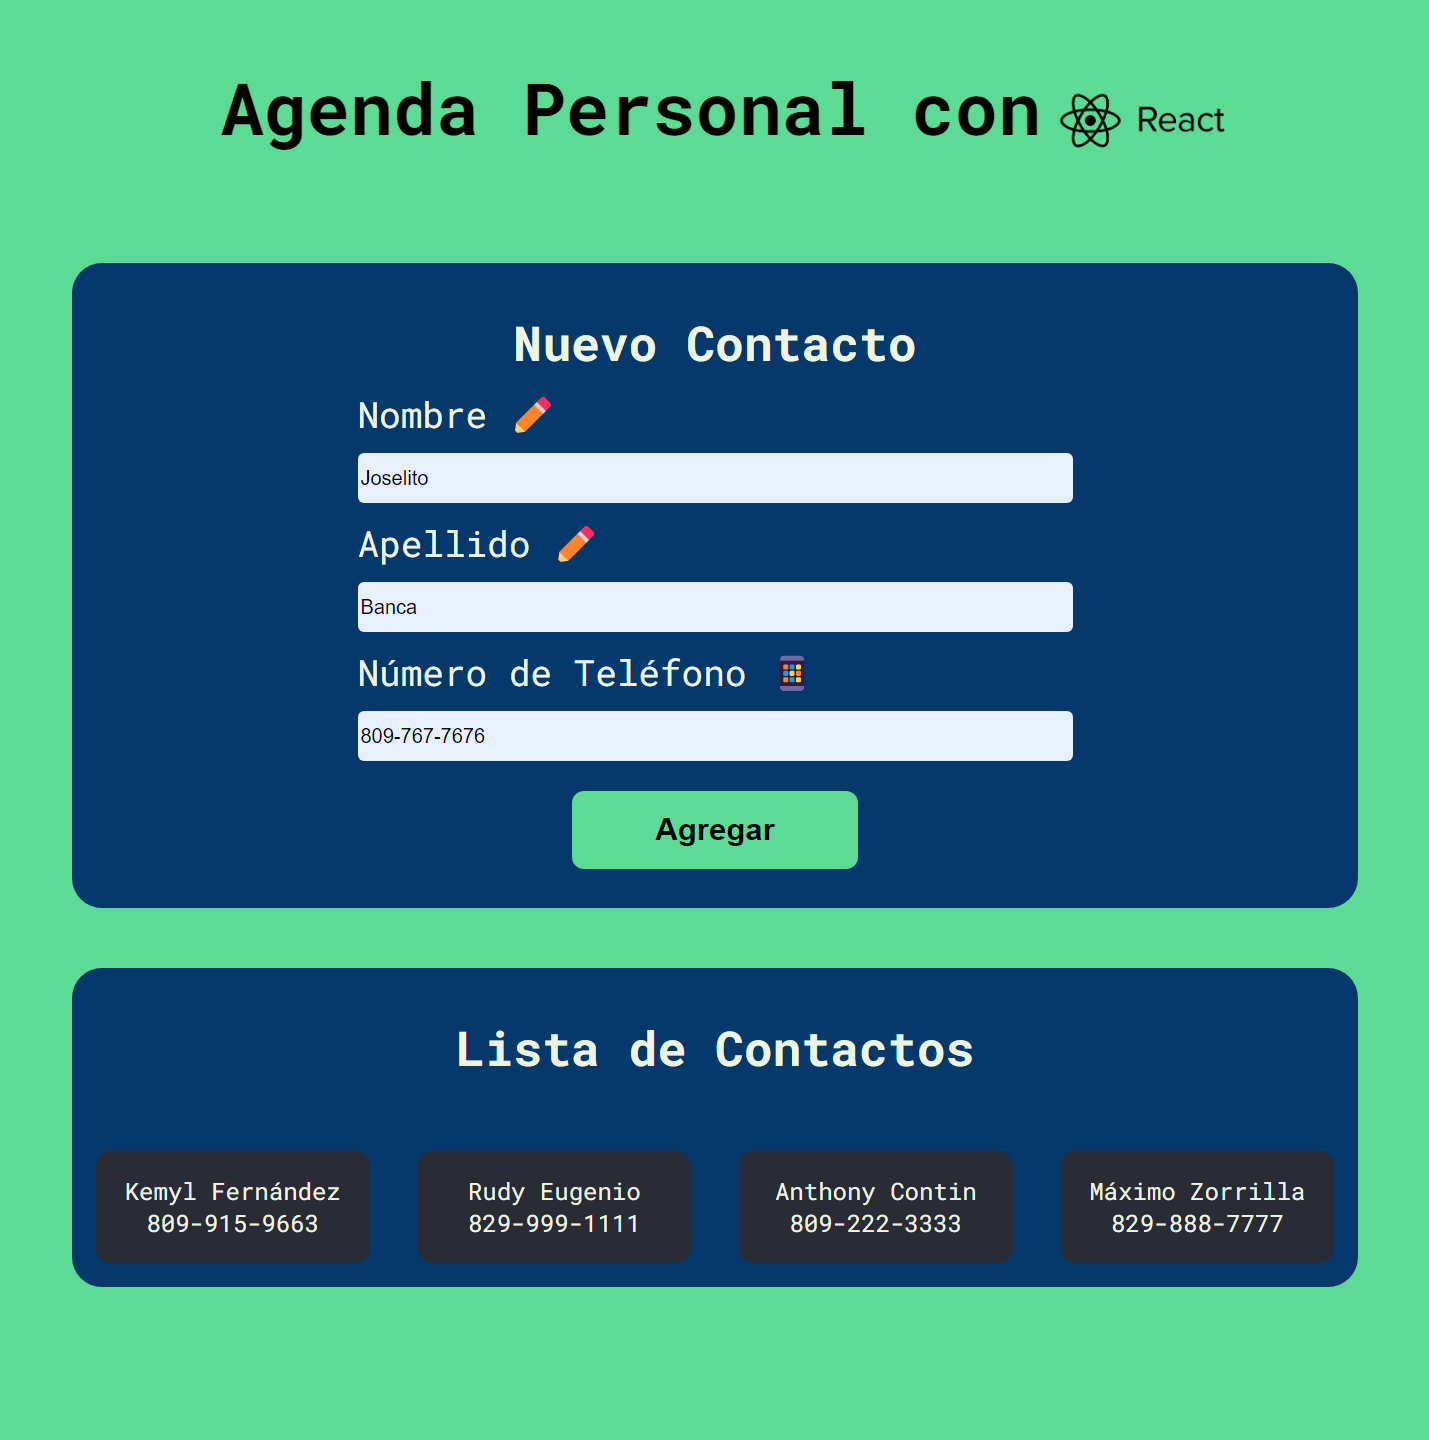 Agenda Personal con React
Nuevo Contacto
Nombre
Joselito
Apellido
Banca
Número de Teléfono
809-767-7676
Agregar
Lista de Contactos
Kemyl Fernández
809-915-9663
Rudy Eugenio
829-999-1111
Anthony Contin
809-222-3333
Máximo Zorrilla
829-888-7777